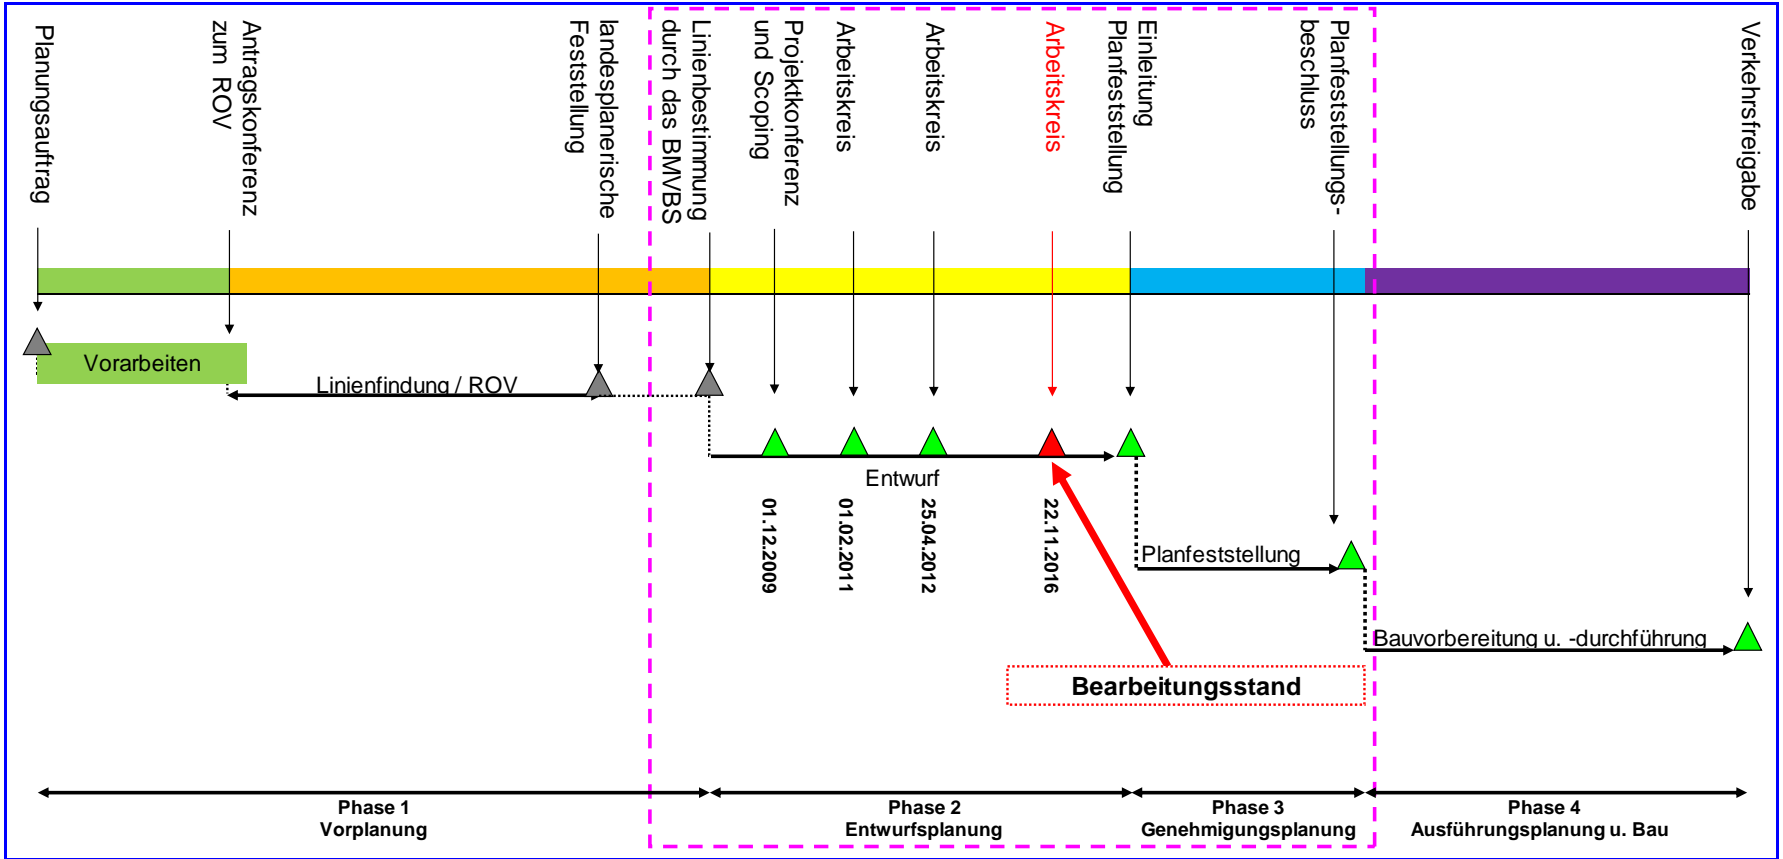 Planungsauftrag
Antragskonferenz
zum ROV
landesplanerische
Feststellung
Linienbestimmung
durch das BMVBS
Projektkonferenz
und Scoping
Arbeitskreis
Arbeitskreis
Arbeitskreis
Einleitung
Planfeststellung
Planfeststellungs-
beschluss
Verkehrsfreigabe
Vorarbeiten
Linienfindung / ROV
Entwurf
01.12.2009
01.02.2011
25.04.2012
22.11.2016
Planfeststellung
Bauvorbereitung u. -durchführung
Bearbeitungsstand
Phase 1
Vorplanung
Phase 2
Entwurfsplanung
Phase 3
Genehmigungsplanung
Phase 4
Ausführungsplanung u. Bau